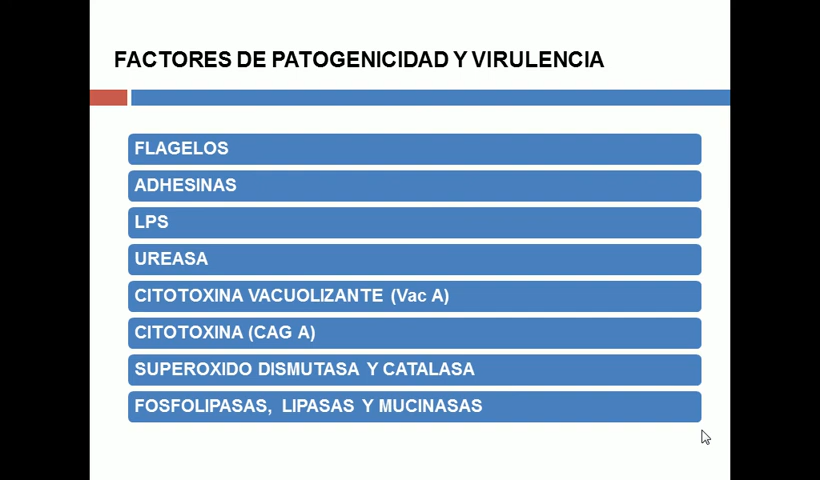 FACTORES DE PATOGENICIDAD Y VIRULENCIA
FLAGELOS
ADHESINAS
LPS
UREASA
CITOTOXINA VACUOLIZANTE (Vac A)
CITOTOXINA (CAG A)
SUPEROXIDO DISMUTASA Y CATALASA
FOSFOLIPASAS, LIPASAS Y MUCINASAS